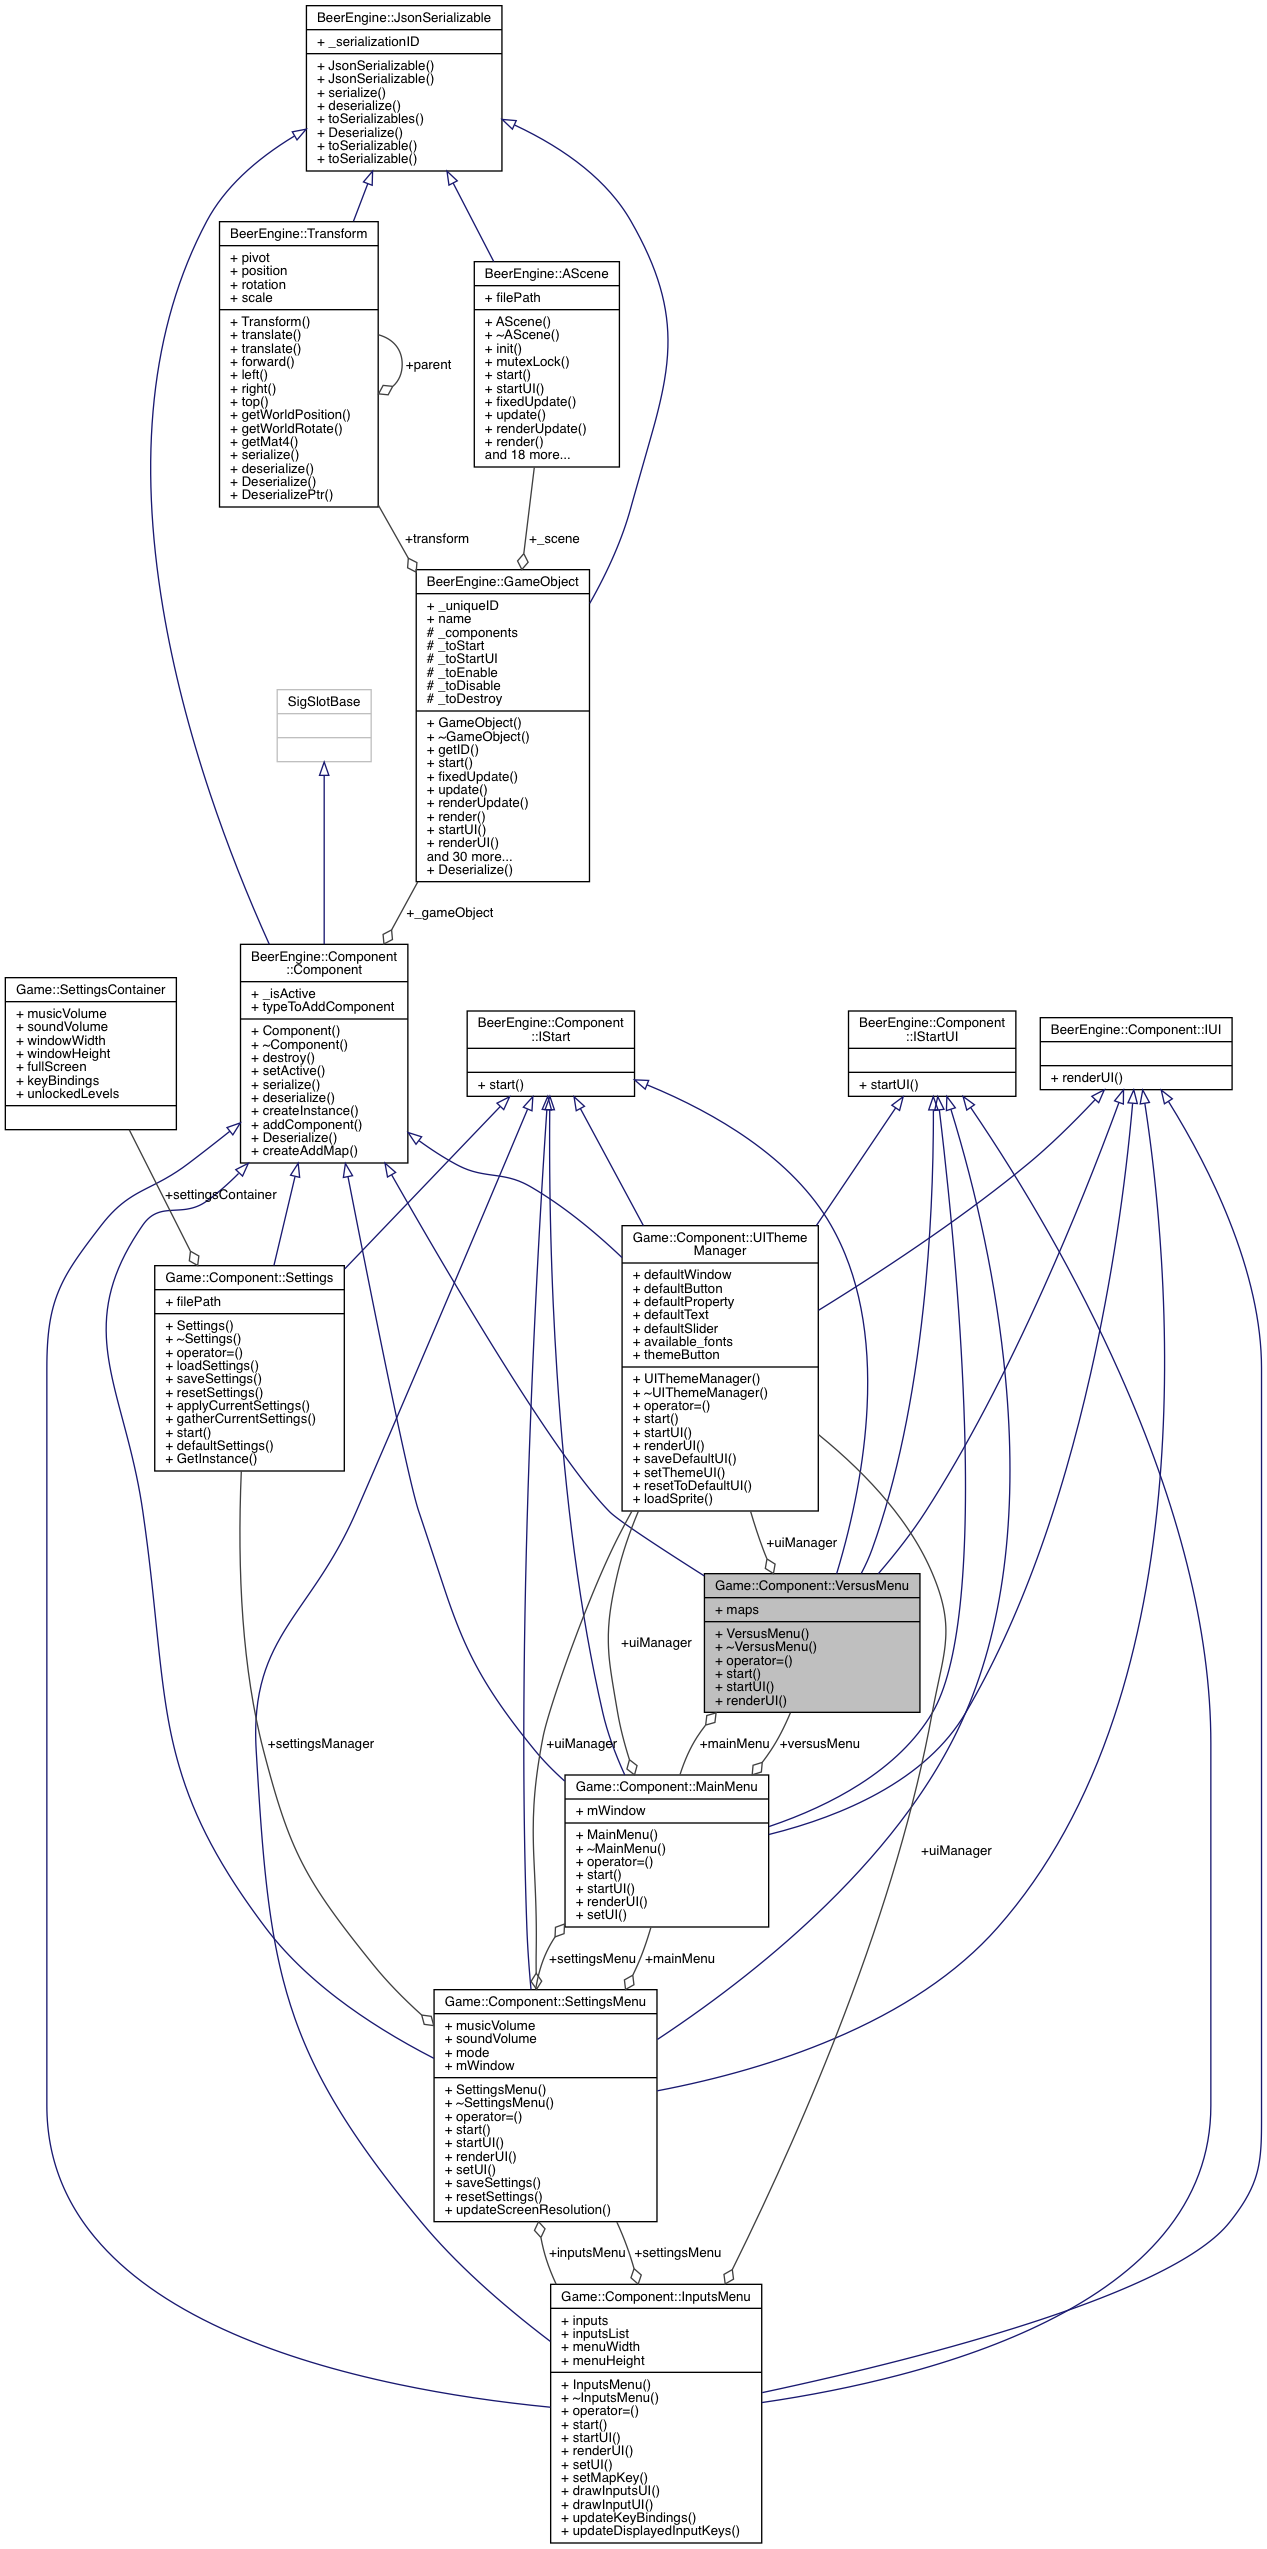 BeerEngine::JsonSerializable
+ _serializationID
+ JsonSerializable()
+ JsonSerializable()
+ serialize()
+ deserialize()
+ toSerializables()
+ Deserialize()
+ toSerializable()
+ toSerializable()
BeerEngine::Transform
+ pivot
+ position
+ rotation
+ scale
+ Transform()
+ translate()
+ translate()
+ forward()
+ left()
+ right()
+ top()
+ getWorldPosition()
+ getWorldRotate()
+ getMat4()
+ serialize()
+ deserialize()
+ Deserialize()
+ DeserializePtr()
+parent
BeerEngine::AScene
+ filePath
+ AScene()
+ ~AScene()
+ init()
+ mutexLock()
+ start()
+ startUI()
+ fixedUpdate()
+ update()
+ renderUpdate()
+ render()
and 18 more...
+transform
+_scene
BeerEngine::GameObject
+ _uniqueID
+ name
# _components
# _toStart
# _toStartUI
# _toEnable
# _toDisable
# _toDestroy
+ GameObject()
+ ~GameObject()
+ getID()
+ start()
+ fixedUpdate()
+ update()
+ renderUpdate()
+ render()
+ startUI()
+ renderUI()
and 30 more...
+ Deserialize()
SigSlotBase
+_gameObject
BeerEngine::Component
::Component
+ _isActive
+ typeToAddComponent
+ Component()
+ ~Component()
+ destroy()
+ setActive()
+ serialize()
+ deserialize()
+ createInstance()
+ addComponent()
+ Deserialize()
+ createAddMap()
Game::SettingsContainer
+ musicVolume
+ soundVolume
+ windowWidth
+ windowHeight
+ fullScreen
+ keyBindings
+ unlockedLevels
BeerEngine::Component
::IStart
+ start()
BeerEngine::Component
::IStartUI
+ startUI()
BeerEngine::Component::IUI
+ renderUI()
+settingsContainer
Game::Component::Settings
+ filePath
+ Settings()
+ ~Settings()
+ operator=()
+ loadSettings()
+ saveSettings()
+ resetSettings()
+ applyCurrentSettings()
+ gatherCurrentSettings()
+ start()
+ defaultSettings()
+ GetInstance()
Game::Component::UITheme
Manager
+ defaultWindow
+ defaultButton
+ defaultProperty
+ defaultText
+ defaultSlider
+ available_fonts
+ themeButton
+ UIThemeManager()
+ ~UIThemeManager()
+ operator=()
+ start()
+ startUI()
+ renderUI()
+ saveDefaultUI()
+ setThemeUI()
+ resetToDefaultUI()
+ loadSprite()
+uiManager
Game::Component::VersusMenu
+ maps
+ VersusMenu()
+ ~VersusMenu()
+ operator=()
+ start()
+ startUI()
+ renderUI()
+uiManager
+settingsManager
+uiManager
+mainMenu
+versusMenu
Game::Component::MainMenu
+ mWindow
+ MainMenu()
+ ~MainMenu()
+ operator=()
+ start()
+ startUI()
+ renderUI()
+ setUI()
+uiManager
+settingsMenu
+mainMenu
Game::Component::SettingsMenu
+ musicVolume
+ soundVolume
+ mode
+ mWindow
+ SettingsMenu()
+ ~SettingsMenu()
+ operator=()
+ start()
+ startUI()
+ renderUI()
+ setUI()
+ saveSettings()
+ resetSettings()
+ updateScreenResolution()
+inputsMenu
+settingsMenu
Game::Component::InputsMenu
+ inputs
+ inputsList
+ menuWidth
+ menuHeight
+ InputsMenu()
+ ~InputsMenu()
+ operator=()
+ start()
+ startUI()
+ renderUI()
+ setUI()
+ setMapKey()
+ drawInputsUI()
+ drawInputUI()
+ updateKeyBindings()
+ updateDisplayedInputKeys()